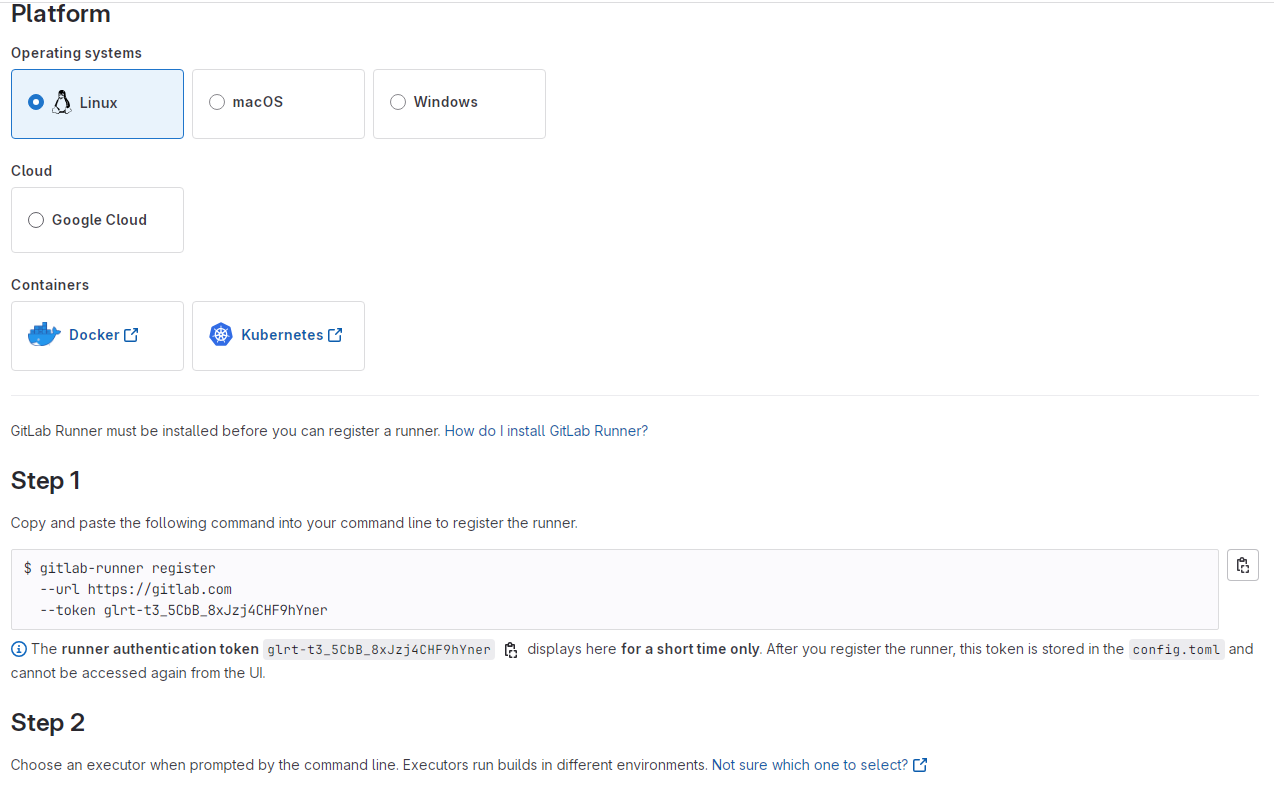 Platform
Operating systems
Linux
macOS
Windows
Cloud
Google Cloud
Containers
Docker
Kubernetes
GitLab Runner must be installed before you can register a runner. How do I install GitLab Runner?
Step 1
Copy and paste the following command into your command line to register the runner.
$ gitlab-runner register
--url https://gitlab.com
--token glrt-t3_5CbB_8xJzj4CHF9hYner
The runner authentication token glrt-t3_5CbB_8xJzj4CHF9hYner displays here for a short time only. After you register the runner, this token is stored in the config.toml and
cannot be accessed again from the UI.
Step 2
Choose an executor when prompted by the command line. Executors run builds in different environments. Not sure which one to select?